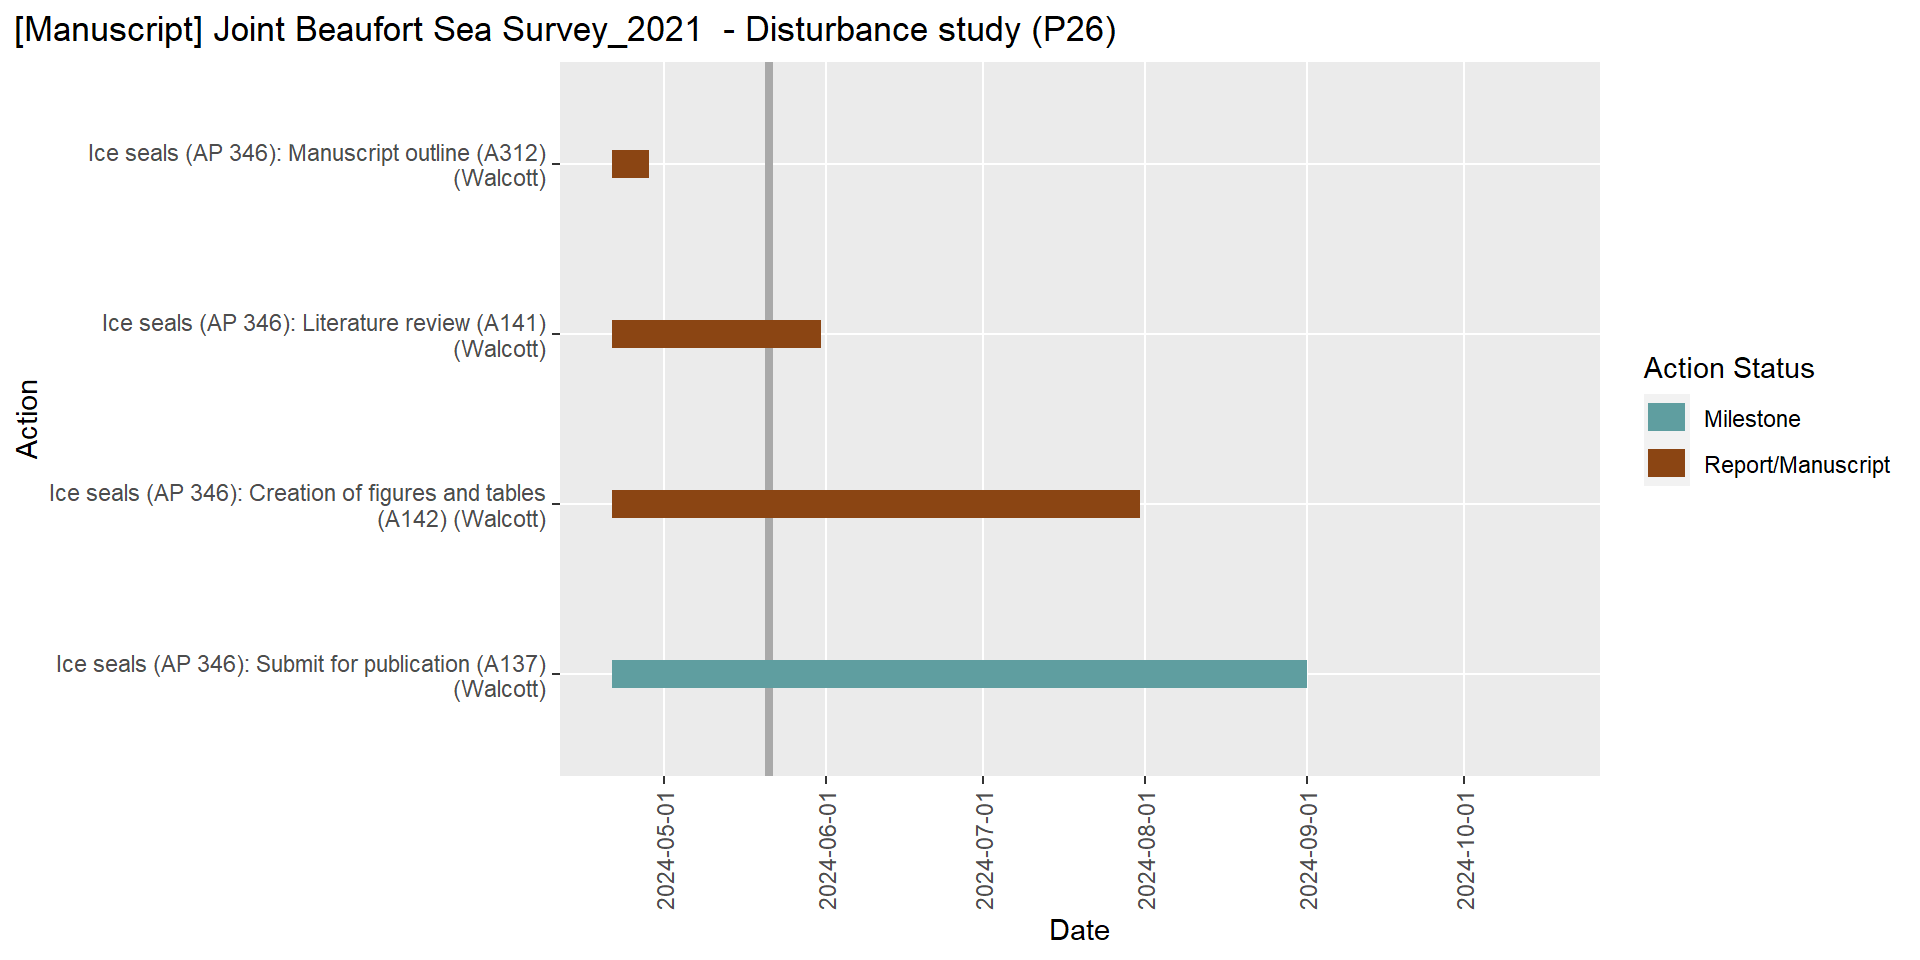 [Manuscript] Joint Beaufort Sea Survey_2021  - Disturbance study (P26)
Ice seals (AP 346): Manuscript outline (A312)
(Walcott)
Ice seals (AP 346): Literature review (A141)
(Walcott)
Ice seals (AP 346): Creation of figures and tables
(A142) (Walcott)
Ice seals (AP 346): Submit for publication (A137)
(Walcott)
Action
2024-05-01
2024-06-01
2024-07-01
2024-08-01
2024-09-01
2024-10-01
Date
Action Status
Milestone
Report/Manuscript